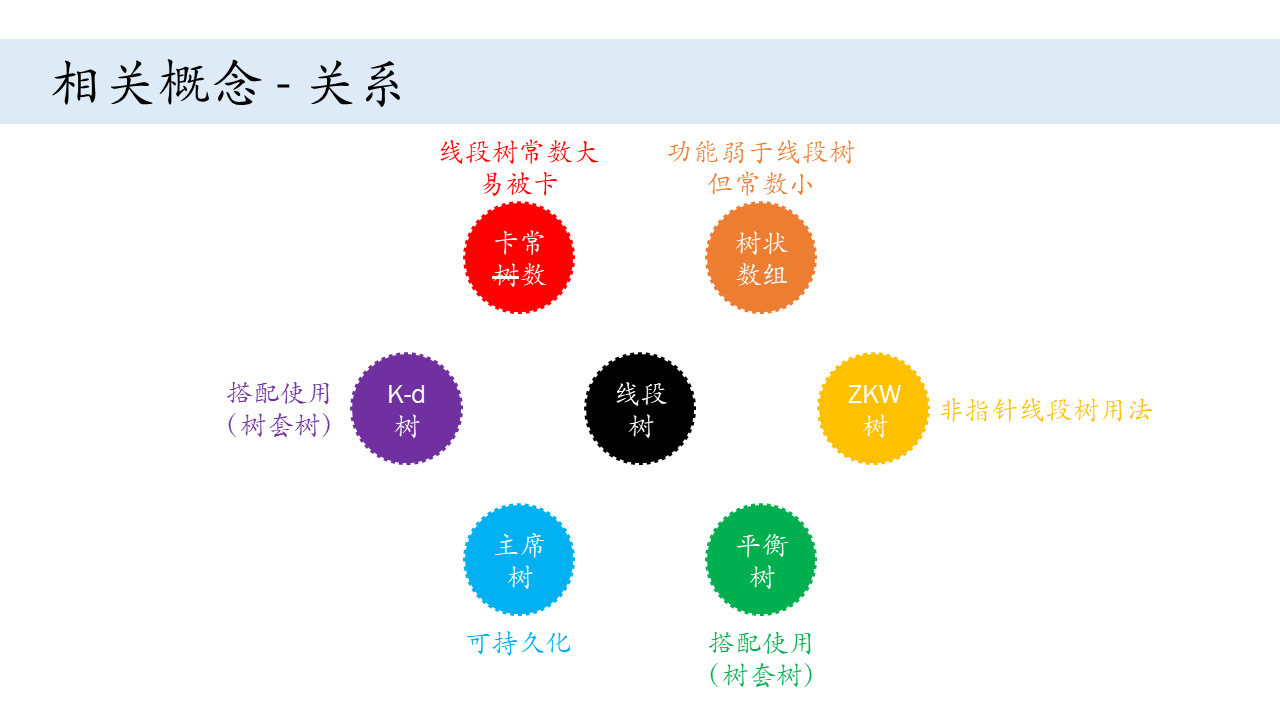 相关概念 - 关系
线段树常数大
易被卡
功能弱于线段树
但常数小
卡常
树数
树状
数组
搭配使用
(树套树)
K-d
树
线段
树
ZKW
树
非指针线段树用法
主席
树
平衡
树
可持久化
搭配使用
(树套树)